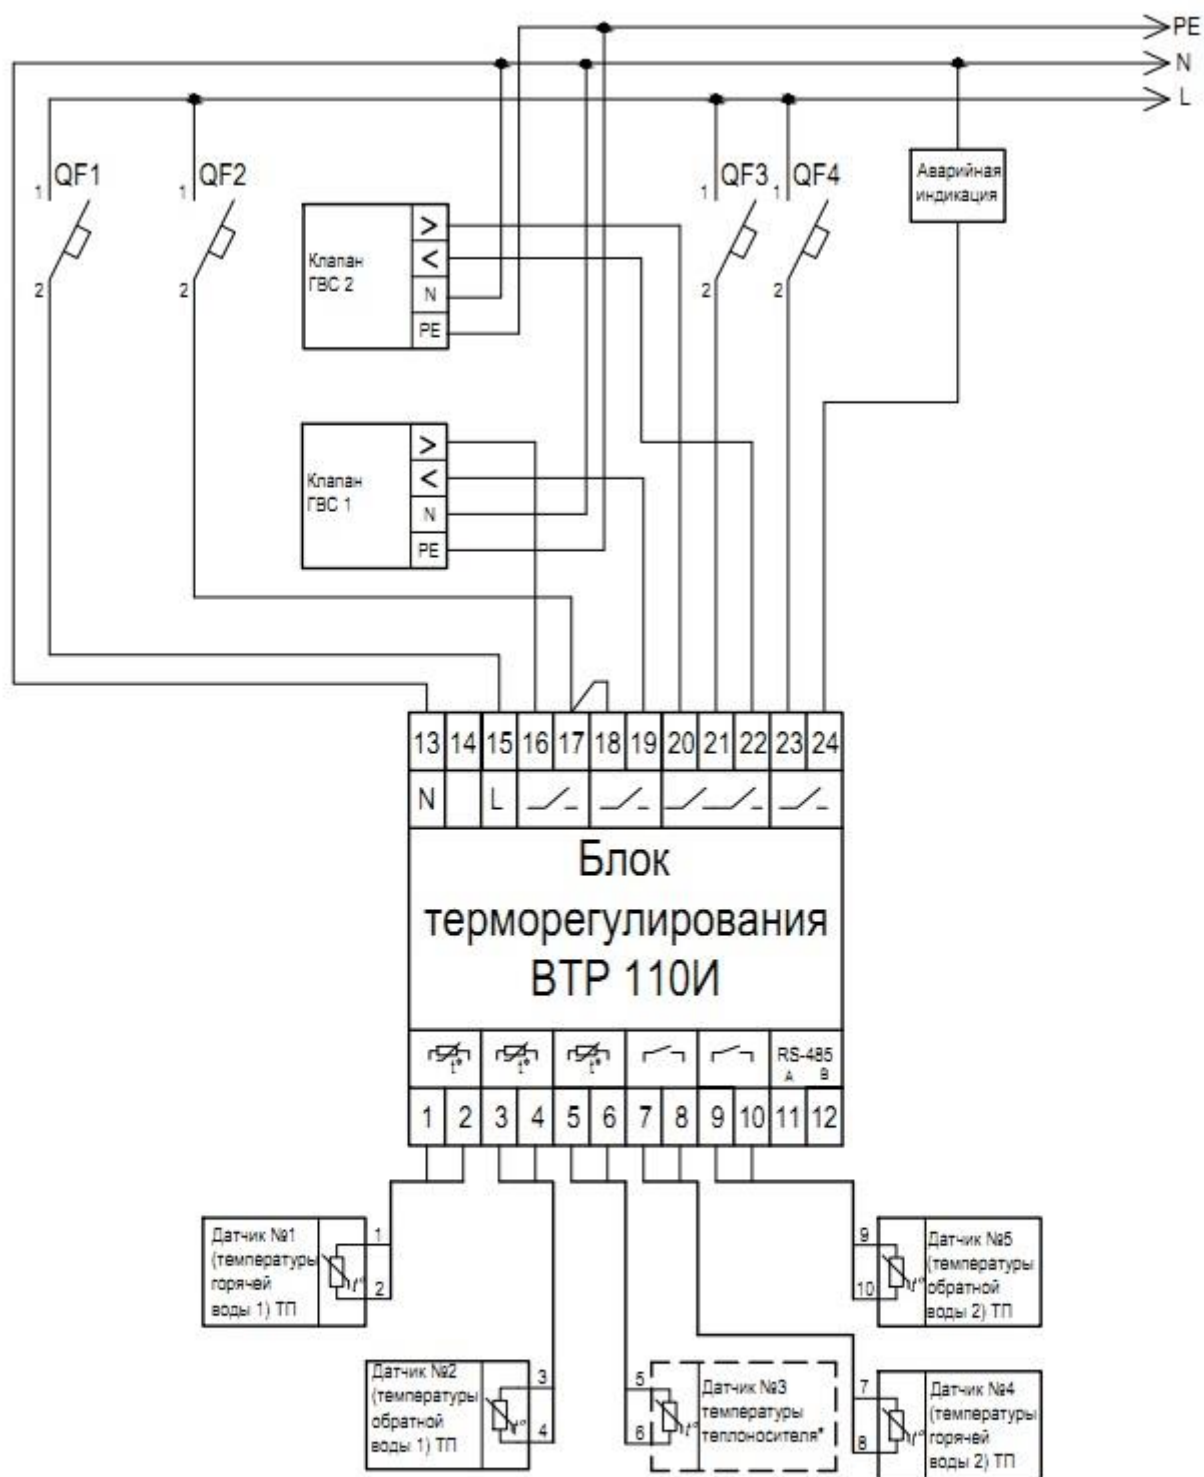 PE
N
L
1 QF1
1 QF2
1 QF3
1 QF4
2
2
2
2
Аварийная
индикация
Клапан
ГВС 2
>
<
N
PE
Клапан
ГВС 1
>
<
N
PE
13 14 15 16 17 18 19 20 21 22 23 24
N L
Блок
терморегулирования
ВТР 110И
t° t° t° RS-485
A B
1 2 3 4 5 6 7 8 9 10 11 12
Датчик №1
(температуры
горячей
воды 1) ТП
t°
1
2
9
10
t°
Датчик №5
(температуры
обратной
воды 2) ТП
Датчик №2
(температуры
обратной
воды 1) ТП
t°
3
4
5
6
t°
Датчик №3
температуры
теплоносителя*
7
8
t°
Датчик №4
(температуры
горячей
воды 2) ТП